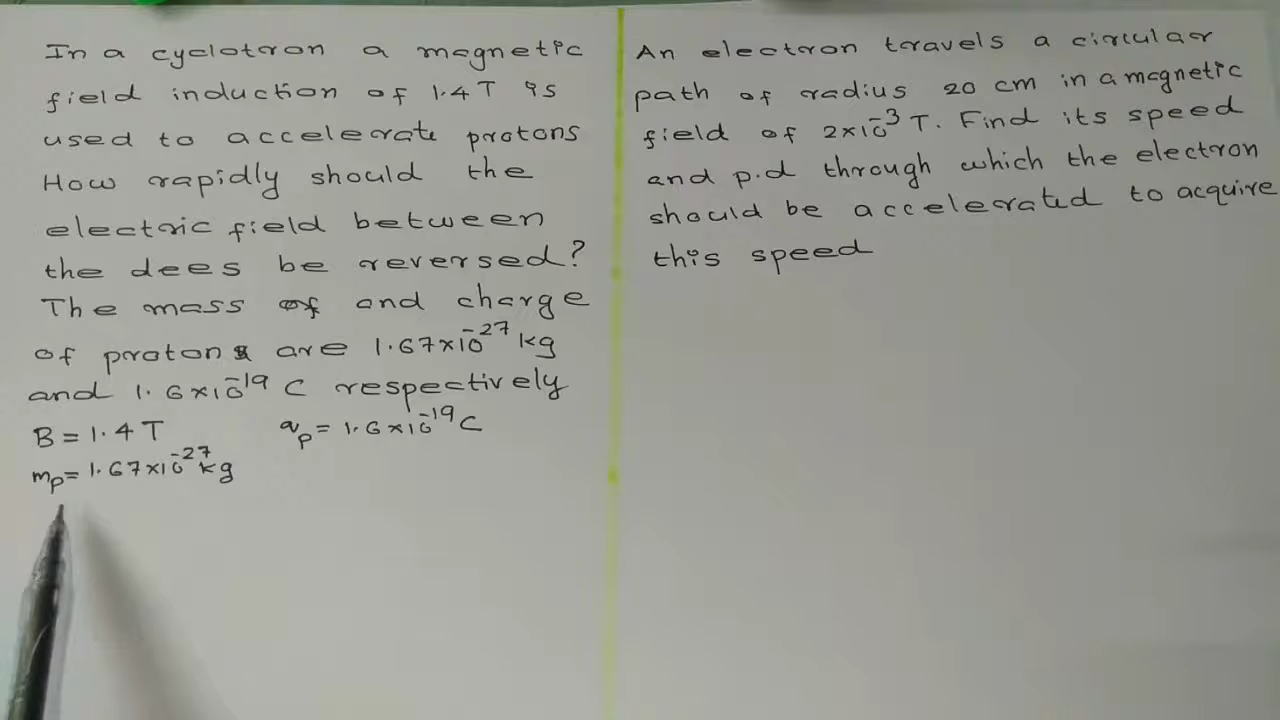 In a cyclotron a magnetic
field induction of 1.4 T is
used to accelerate protons
How rapidly should the
electric field between
the dees be reversed?
The mass of and charge
of proton are 1.67×10⁻²⁷ kg
and 1.6×10⁻¹⁹ C respectively
B = 1.4 T qp = 1.6×10⁻¹⁹ C
mp = 1.67×10⁻²⁷ kg
An electron travels a circular
path of radius 20 cm in a magnetic
field of 2×10⁻³ T. Find its speed
and p.d through which the electron
should be accelerated to acquire
this speed